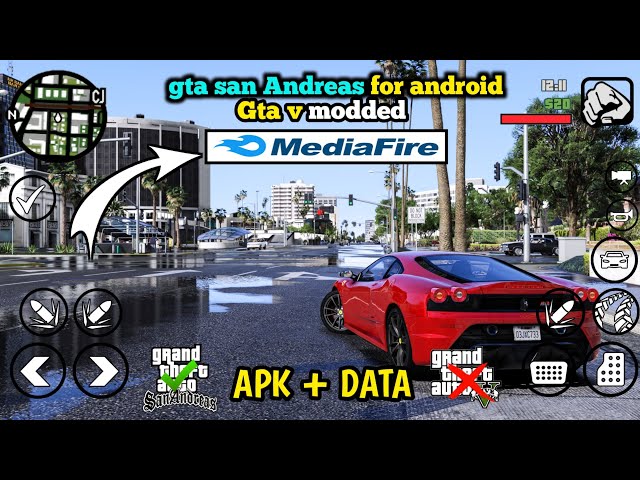 gta san Andreas for android
Gta v modded
MediaFire
N
CJ
12:11
$20
grand
theft
auto
San Andreas
APK + DATA
grand
theft
auto
V